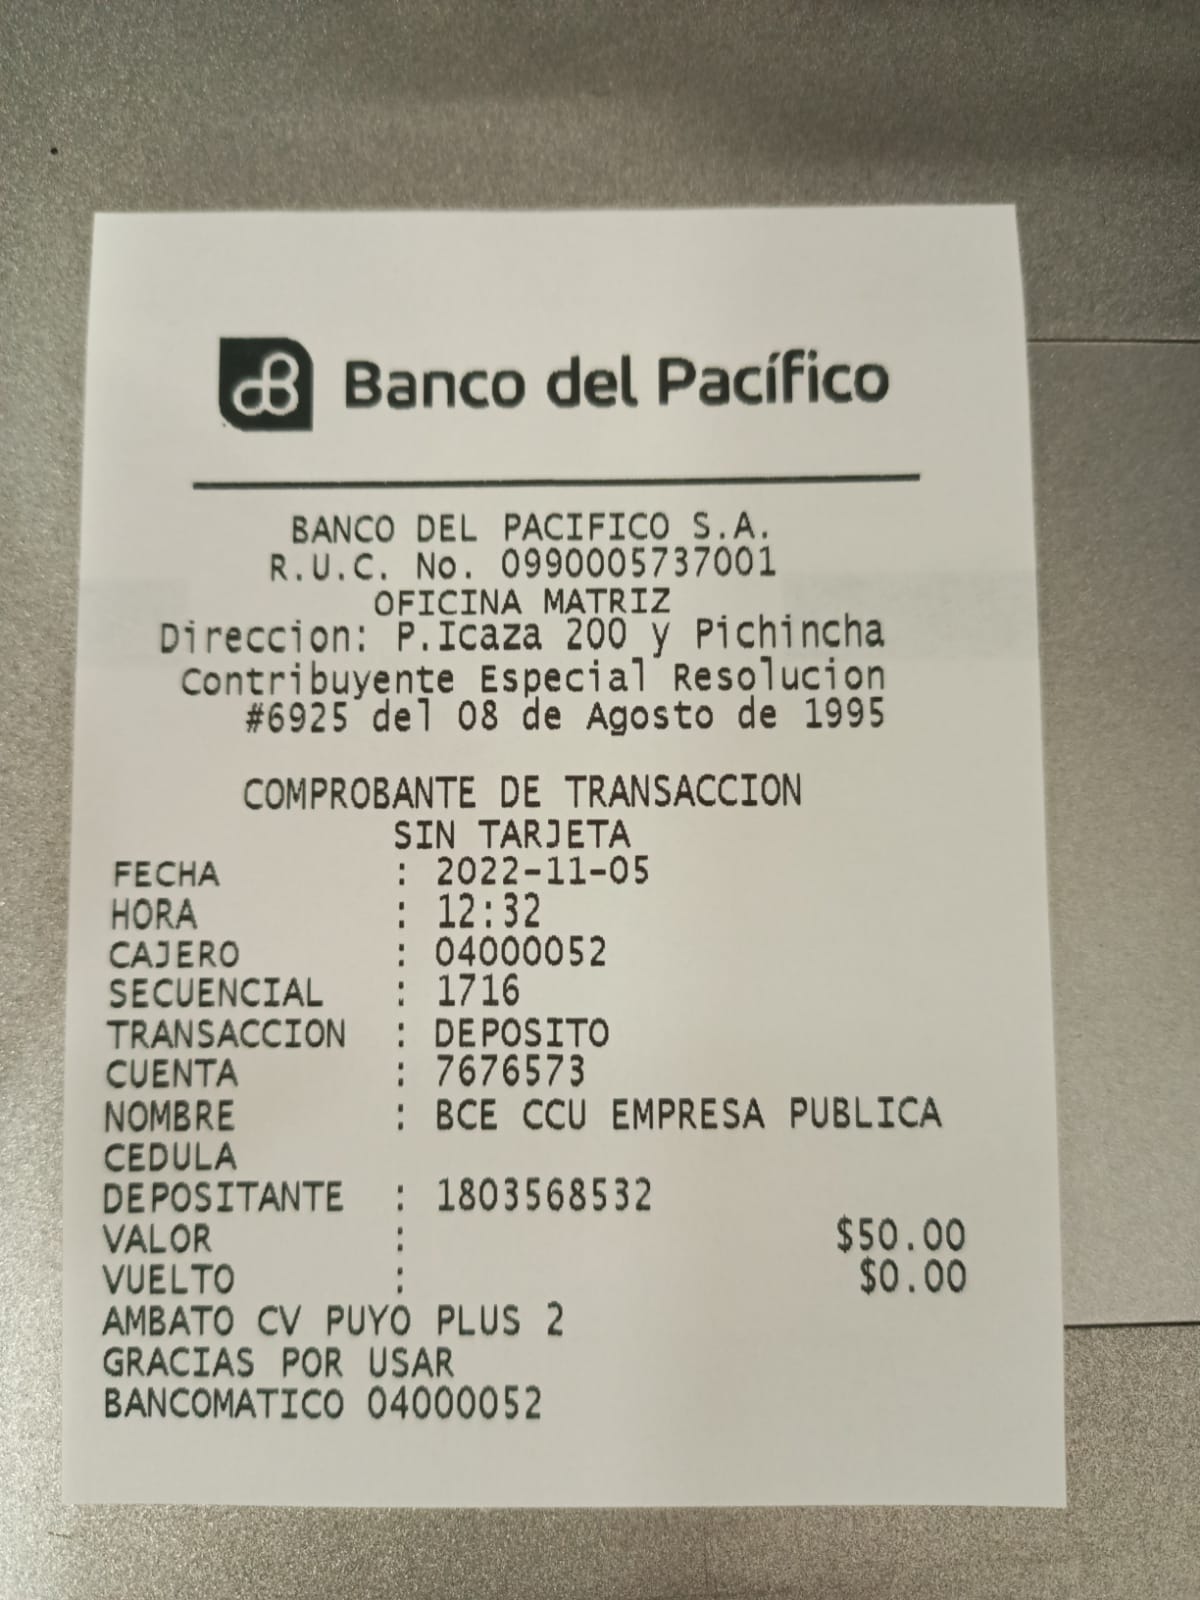 Banco del Pacífico
BANCO DEL PACIFICO S.A.
R.U.C. No. 0990005737001
OFICINA MATRIZ
Direccion: P.Icaza 200 y Pichincha
Contribuyente Especial Resolucion
#6925 del 08 de Agosto de 1995
COMPROBANTE DE TRANSACCION
SIN TARJETA
FECHA : 2022-11-05
HORA : 12:32
CAJERO : 04000052
SECUENCIAL : 1716
TRANSACCION : DEPOSITO
CUENTA : 7676573
NOMBRE : BCE CCU EMPRESA PUBLICA
CEDULA
DEPOSITANTE : 1803568532
VALOR : $50.00
VUELTO : $0.00
AMBATO CV PUYO PLUS 2
GRACIAS POR USAR
BANCOMATICO 04000052